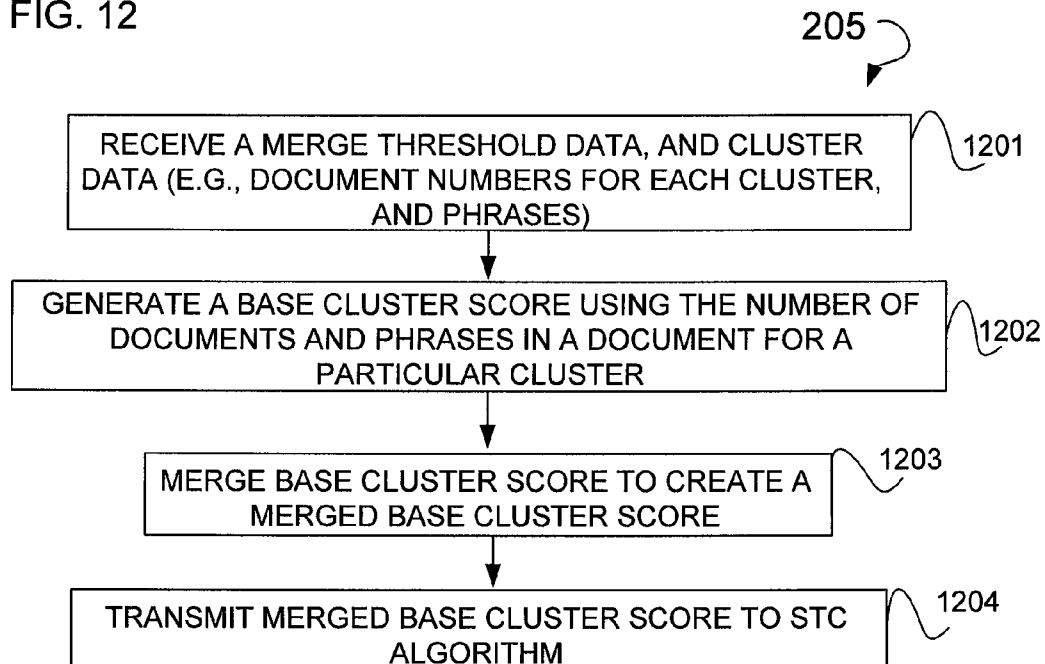 FIG. 12
205
RECEIVE A MERGE THRESHOLD DATA, AND CLUSTER
DATA (E.G., DOCUMENT NUMBERS FOR EACH CLUSTER,
AND PHRASES)
1201
GENERATE A BASE CLUSTER SCORE USING THE NUMBER OF
DOCUMENTS AND PHRASES IN A DOCUMENT FOR A
PARTICULAR CLUSTER
1202
MERGE BASE CLUSTER SCORE TO CREATE A
MERGED BASE CLUSTER SCORE
1203
TRANSMIT MERGED BASE CLUSTER SCORE TO STC
ALGORITHM
1204